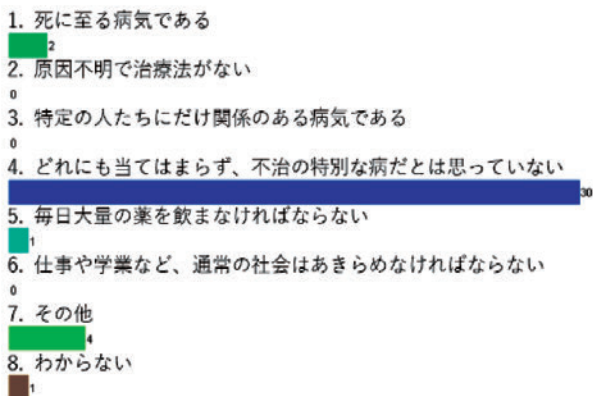 1. 死に至る病気である
2
2. 原因不明で治療法がない
0
3. 特定の人たちにだけ関係のある病気である
0
4. どれにも当てはまらず、不治の特別な病だとは思っていない
30
5. 毎日大量の薬を飲まなければならない
1
6. 仕事や学業など、通常の社会はあきらめなければならない
0
7. その他
4
8. わからない
1